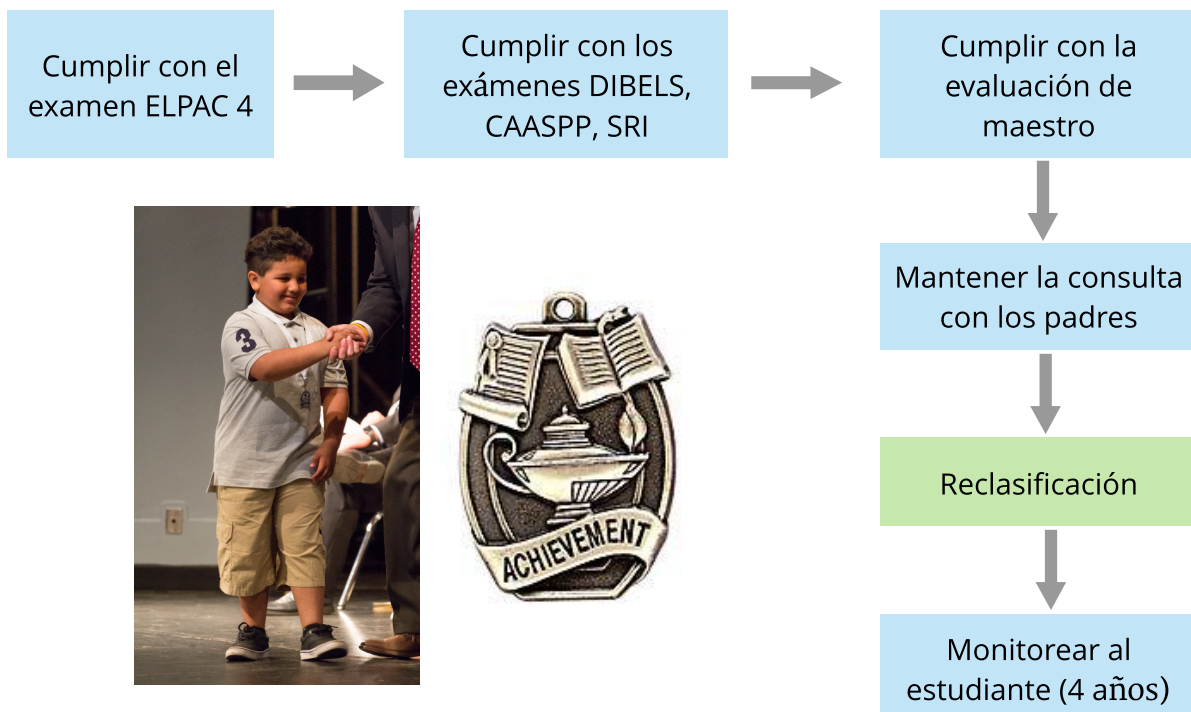 Cumplir con el
examen ELPAC 4
Cumplir con los
exámenes DIBELS,
CAASPP, SRI
Cumplir con la
evaluación de
maestro
Mantener la consulta
con los padres
Reclasificación
Monitorear al
estudiante (4 años)
3
ACHIEVEMENT